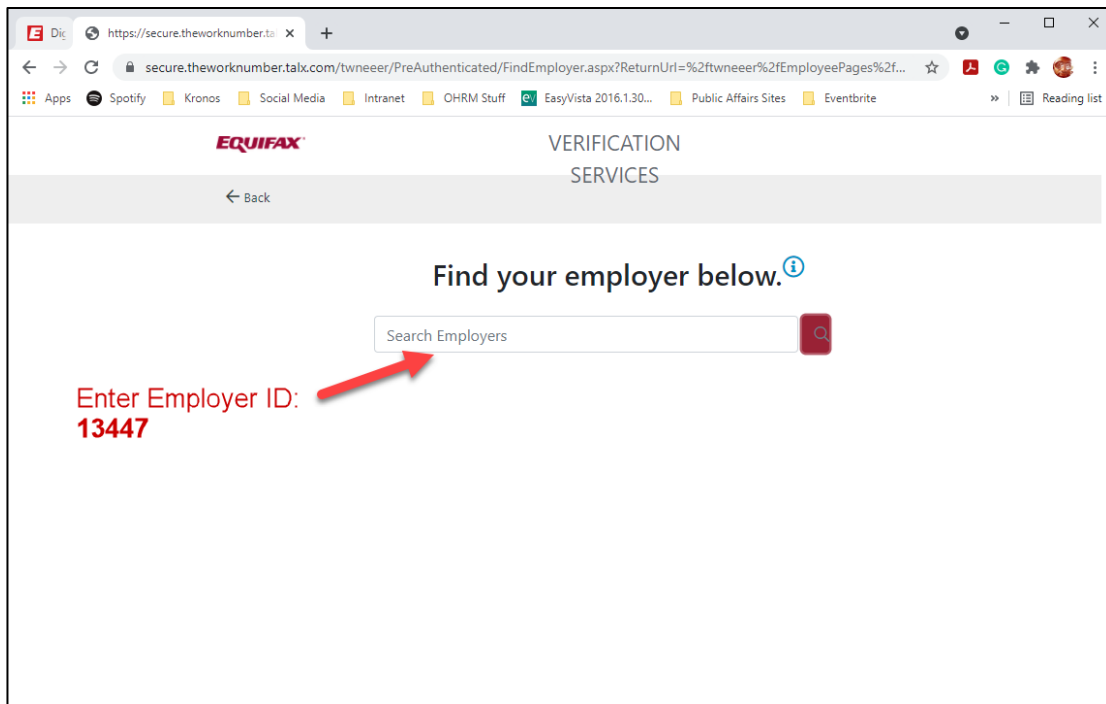 Dig
https://secure.theworknumber.ta
secure.theworknumber.talx.com/twneeer/PreAuthenticated/FindEmployer.aspx?ReturnUrl=%2ftwneeer%2fEmployeePages%2f...
Apps Spotify Kronos Social Media Intranet OHRM Stuff EV EasyVista 2016.1.30... Public Affairs Sites Eventbrite » Reading list
EQUIFAX VERIFICATION
SERVICES
Back
Find your employer below.
Search Employers
Enter Employer ID:
13447